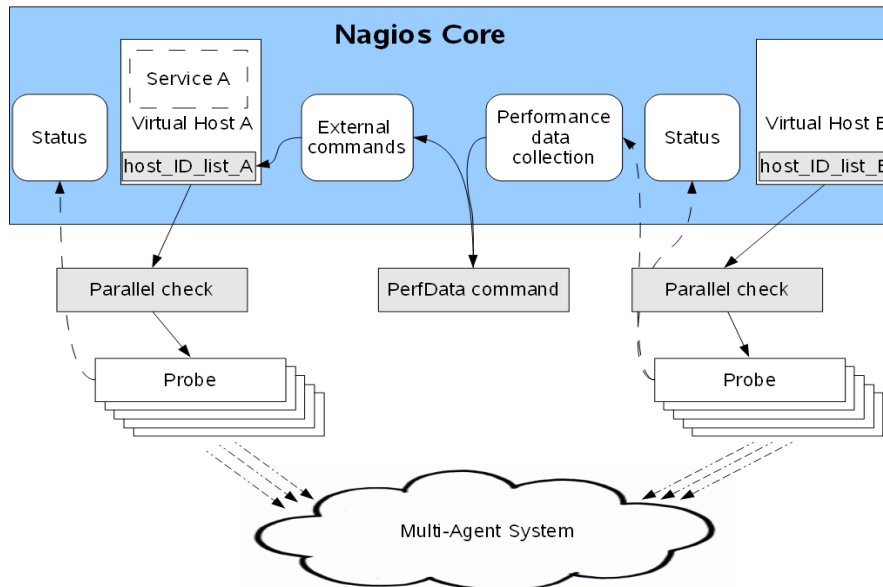 Nagios Core
Service A
Virtual Host A
host_ID_list_A
Status
External
commands
Performance
data
collection
Status
Virtual Host
host_ID_list_
Parallel check
PerfData command
Parallel check
Probe
Probe
Multi-Agent System